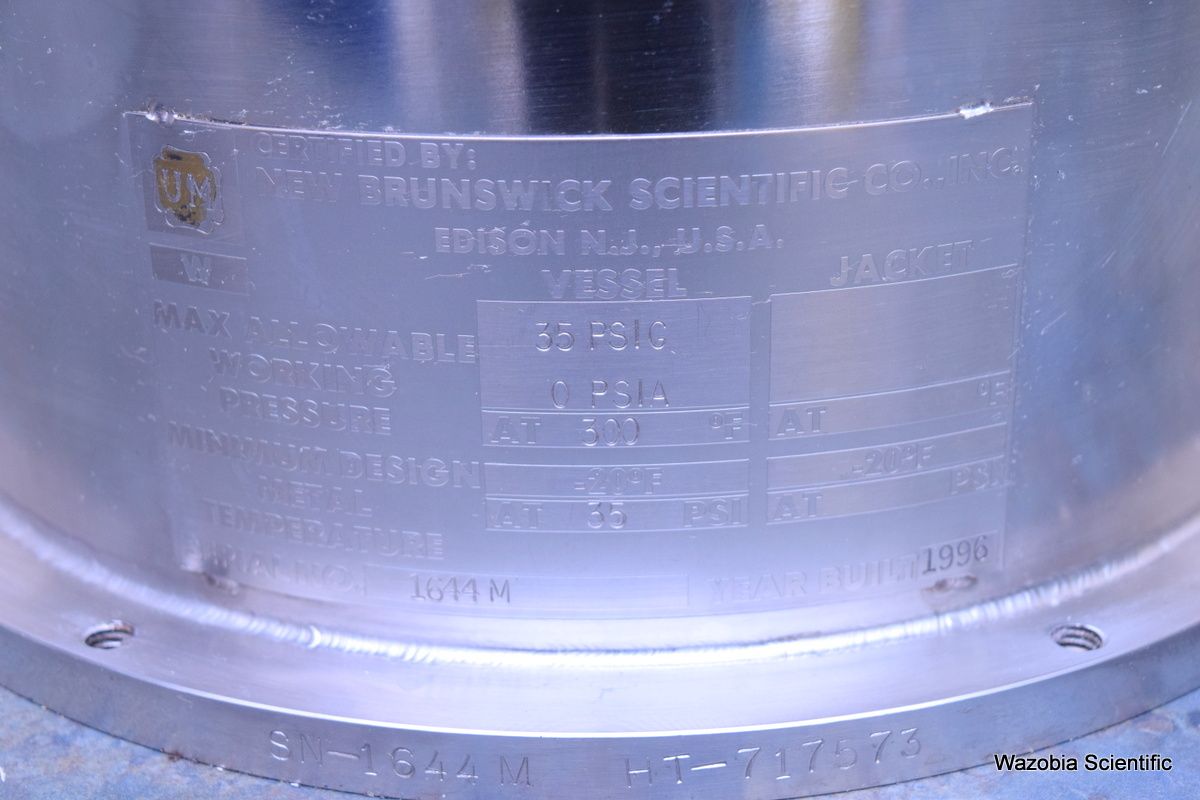 CERTIFIED BY:
UM NEW BRUNSWICK SCIENTIFIC CO., INC.
EDISON N.J., U.S.A.
W VESSEL JACKET
MAX ALLOWABLE 35 PSIG
WORKING 0 PSIA
PRESSURE AT 300 °F AT °F
MINIMUM DESIGN -20°F -20°F
METAL AT 35 PSI AT PSI
TEMPERATURE
SERIAL NO. 1644 M YEAR BUILT 1996
SN-1644 M HT-717573
Wazobia Scientific